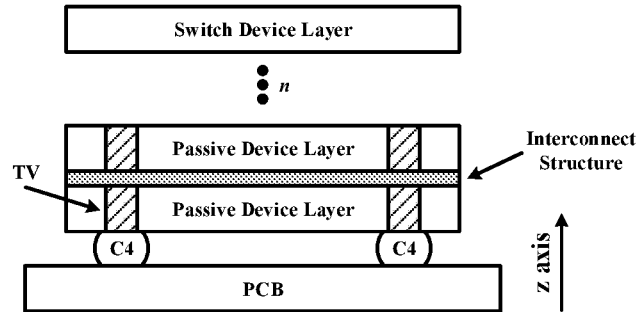 Switch Device Layer
n
Passive Device Layer
Interconnect
Structure
TV
Passive Device Layer
C4
C4
PCB
z axis